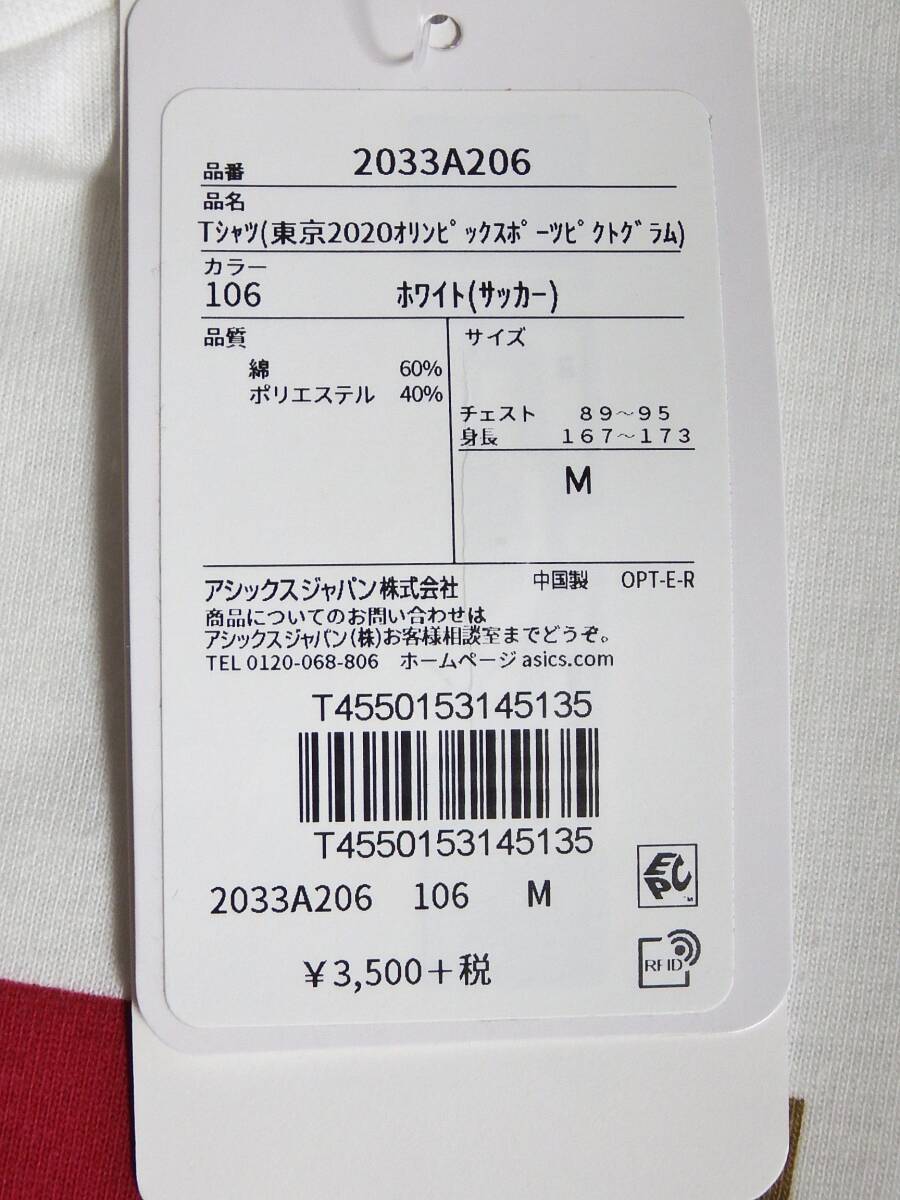 品番 2033A206
品名
Tシャツ(東京2020ｵﾘﾝﾋﾟｯｸｽﾎﾟｰﾂﾋﾟｸﾄｸﾞﾗﾑ)
カラー
106 ﾎﾜｲﾄ(ｻｯｶｰ)
品質
綿 60%
ポリエステル 40%
サイズ
チェスト 89～95
身長 167～173
M
アシックスジャパン株式会社 中国製 OPT-E-R
商品についてのお問い合わせは
アシックスジャパン(株)お客様相談室までどうぞ。
TEL 0120-068-806 ホームページ asics.com
T4550153145135
T4550153145135
2033A206 106 M
EPC TM
￥3,500＋税
RFID